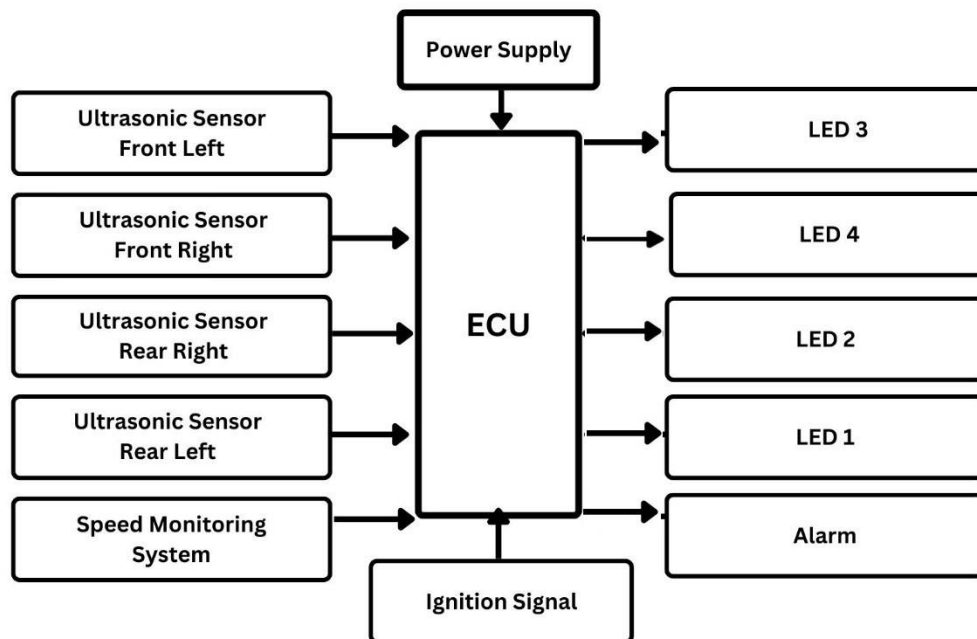 Power Supply
Ultrasonic Sensor
Front Left
Ultrasonic Sensor
Front Right
Ultrasonic Sensor
Rear Right
Ultrasonic Sensor
Rear Left
Speed Monitoring
System
ECU
Ignition Signal
LED 3
LED 4
LED 2
LED 1
Alarm